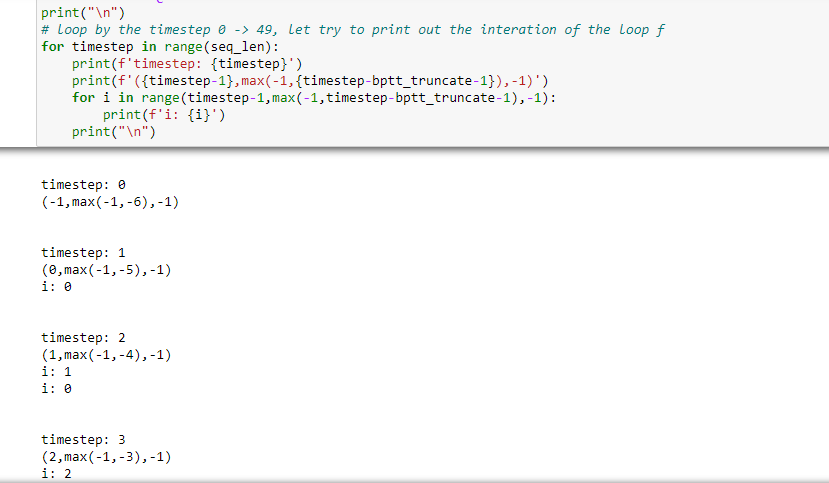 print("\n")
# loop by the timestep 0 -> 49, let try to print out the interation of the loop f
for timestep in range(seq_len):
    print(f'timestep: {timestep}')
    print(f'({timestep-1},max(-1,{timestep-bptt_truncate-1}),-1)')
    for i in range(timestep-1,max(-1,timestep-bptt_truncate-1),-1):
        print(f'i: {i}')
    print("\n")
timestep: 0
(-1,max(-1,-6),-1)
timestep: 1
(0,max(-1,-5),-1)
i: 0
timestep: 2
(1,max(-1,-4),-1)
i: 1
i: 0
timestep: 3
(2,max(-1,-3),-1)
i: 2